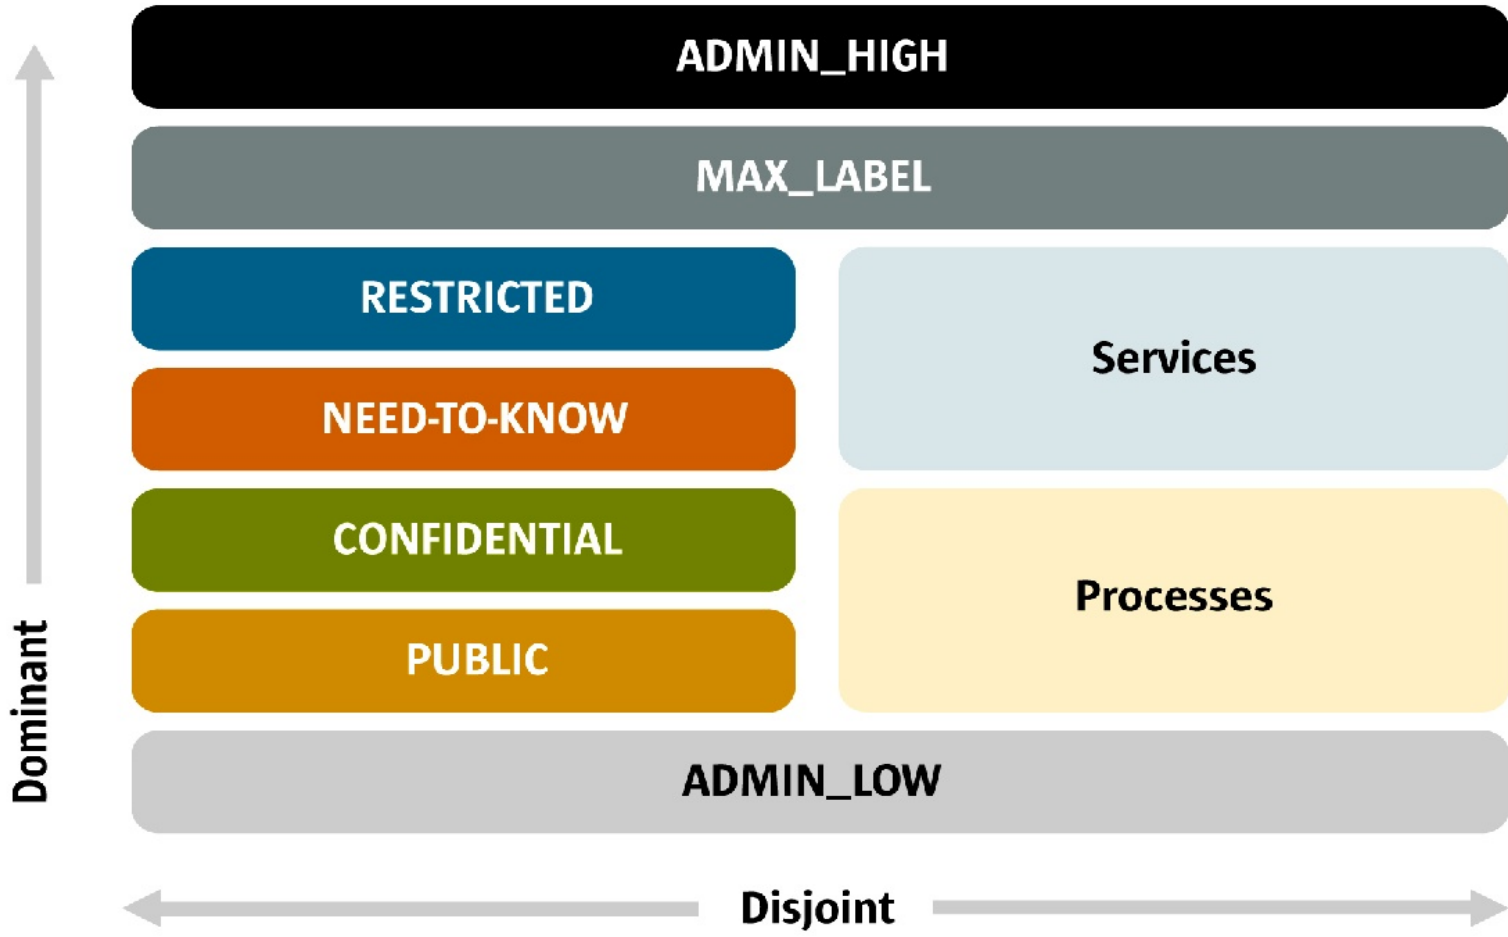 ADMIN_HIGH
MAX_LABEL
RESTRICTED
Services
NEED-TO-KNOW
CONFIDENTIAL
Processes
PUBLIC
ADMIN_LOW
Dominant
Disjoint